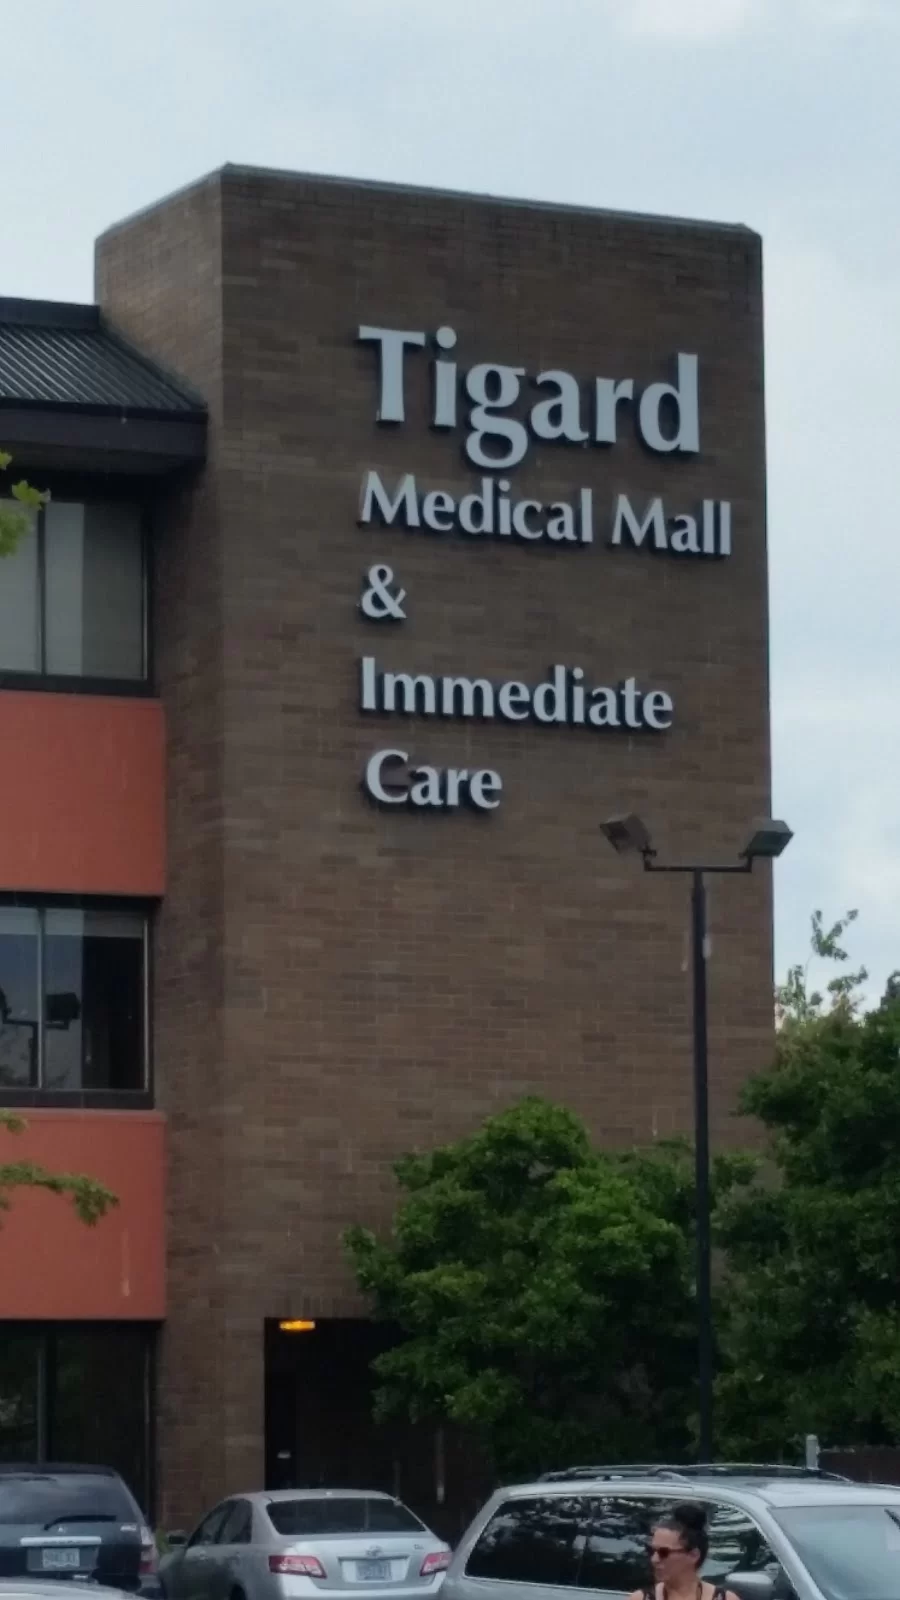 Tigard
Medical Mall
&
Immediate
Care